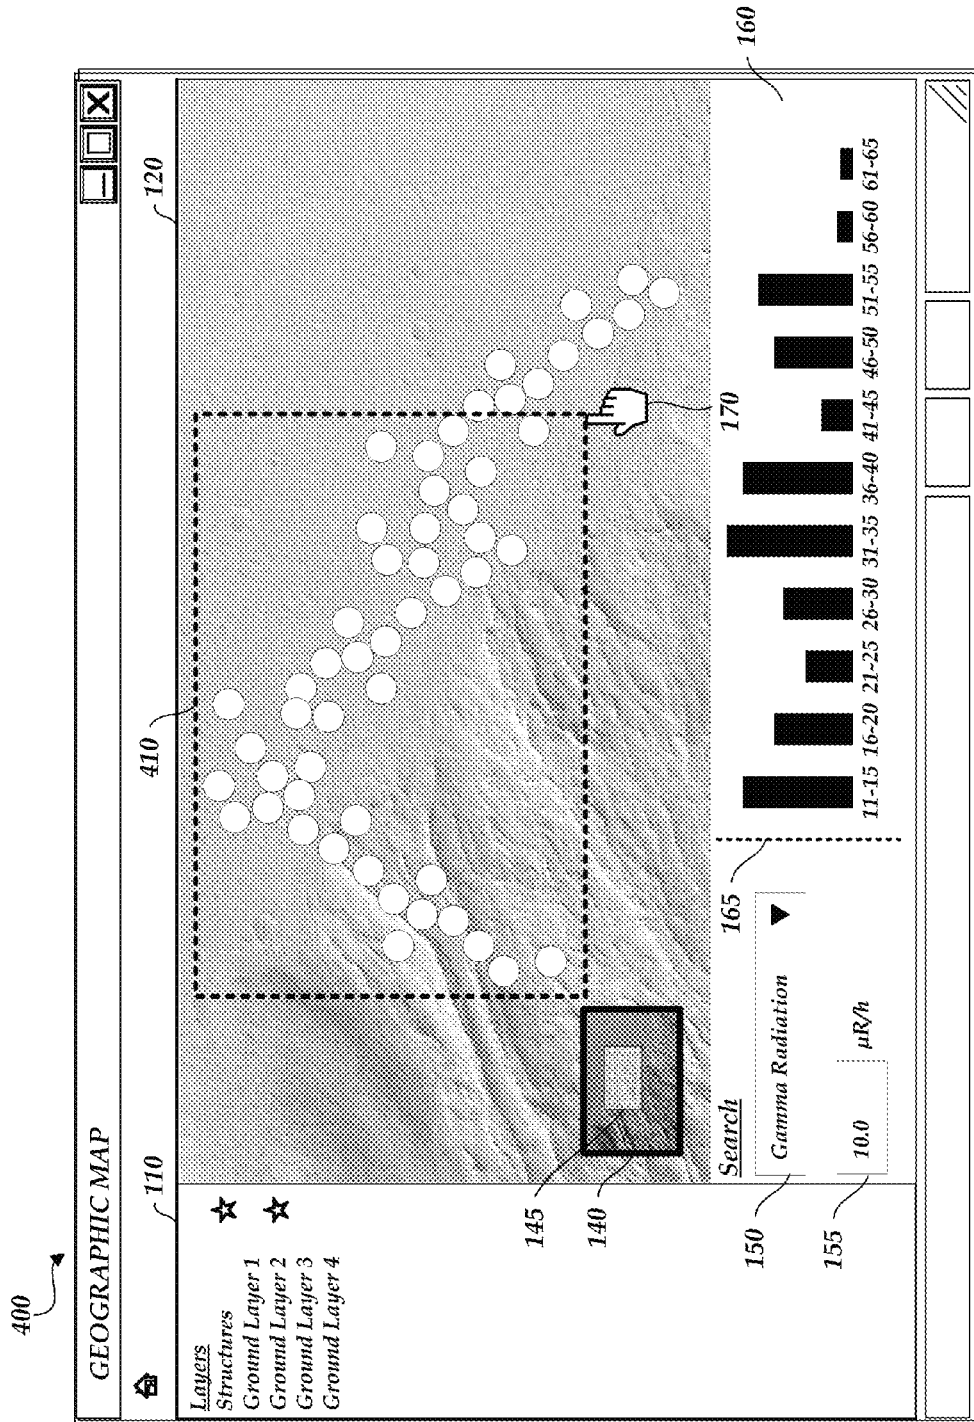 400
GEOGRAPHIC MAP
110
410
120
Layers
Structures
Ground Layer 1
Ground Layer 2
Ground Layer 3
Ground Layer 4
145
140
170
160
Search
150
Gamma Radiation
155
10.0 µR/h
165
11-15 16-20 21-25 26-30 31-35 36-40 41-45 46-50 51-55 56-60 61-65